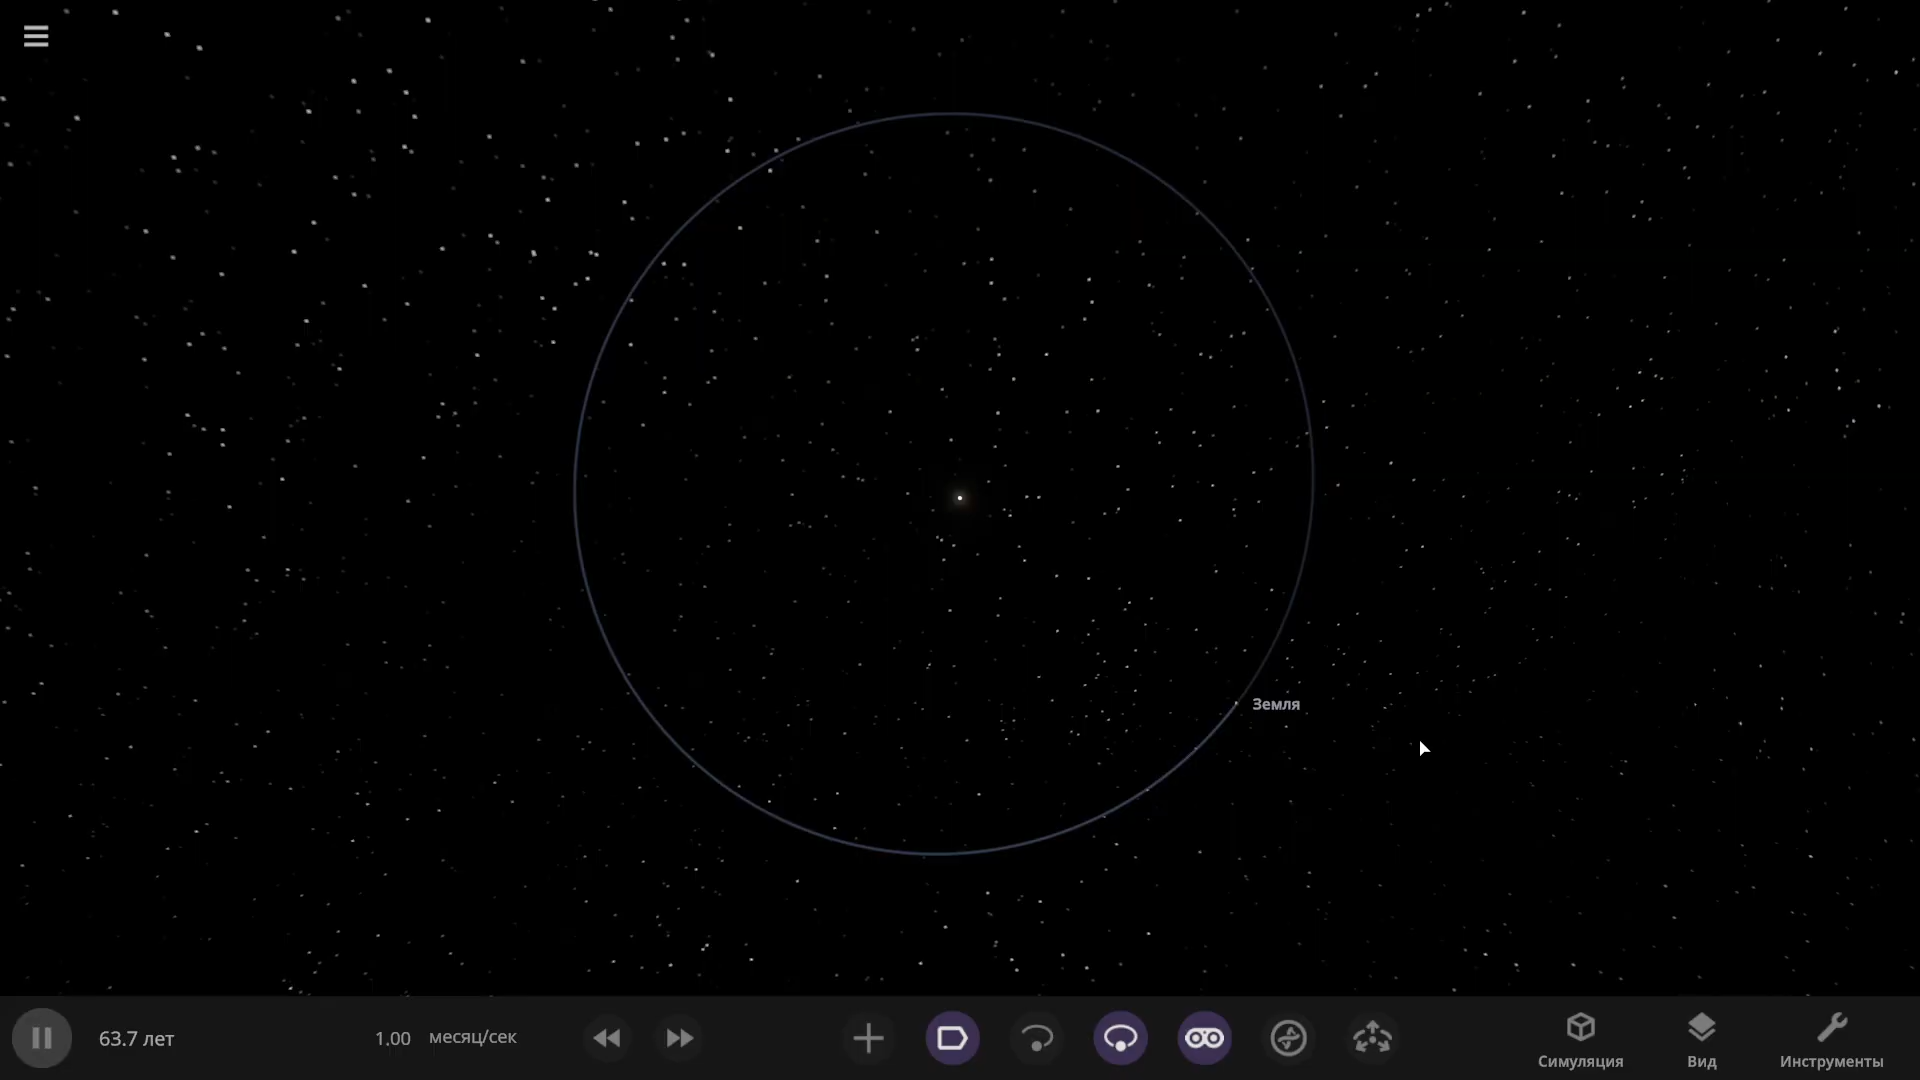 Земля
63.7 лет
1.00 месяц/сек
Симуляция
Вид
Инструменты